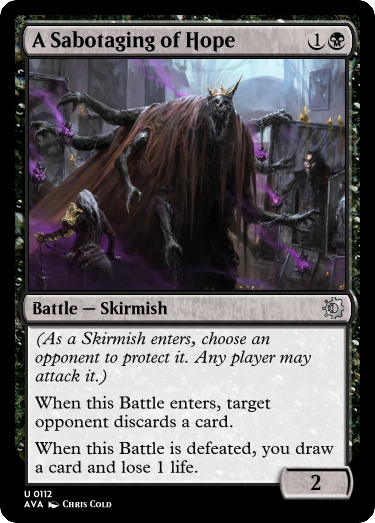 A Sabotaging of Hope 1
Battle — Skirmish
(As a Skirmish enters, choose an
opponent to protect it. Any player may
attack it.)
When this Battle enters, target
opponent discards a card.
When this Battle is defeated, you draw
a card and lose 1 life.
2
U 0112
AVA Chris Cold